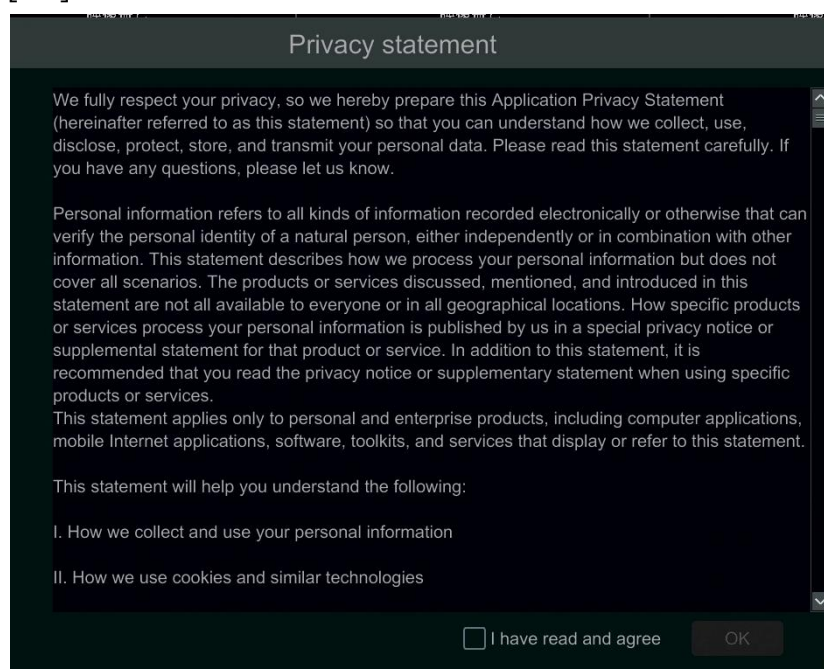 Privacy statement
We fully respect your privacy, so we hereby prepare this Application Privacy Statement
(hereinafter referred to as this statement) so that you can understand how we collect, use,
disclose, protect, store, and transmit your personal data. Please read this statement carefully. If
you have any questions, please let us know.
Personal information refers to all kinds of information recorded electronically or otherwise that can
verify the personal identity of a natural person, either independently or in combination with other
information. This statement describes how we process your personal information but does not
cover all scenarios. The products or services discussed, mentioned, and introduced in this
statement are not all available to everyone or in all geographical locations. How specific products
or services process your personal information is published by us in a special privacy notice or
supplemental statement for that product or service. In addition to this statement, it is
recommended that you read the privacy notice or supplementary statement when using specific
products or services.
This statement applies only to personal and enterprise products, including computer applications,
mobile Internet applications, software, toolkits, and services that display or refer to this statement.
This statement will help you understand the following:
I. How we collect and use your personal information
II. How we use cookies and similar technologies
I have read and agree
OK